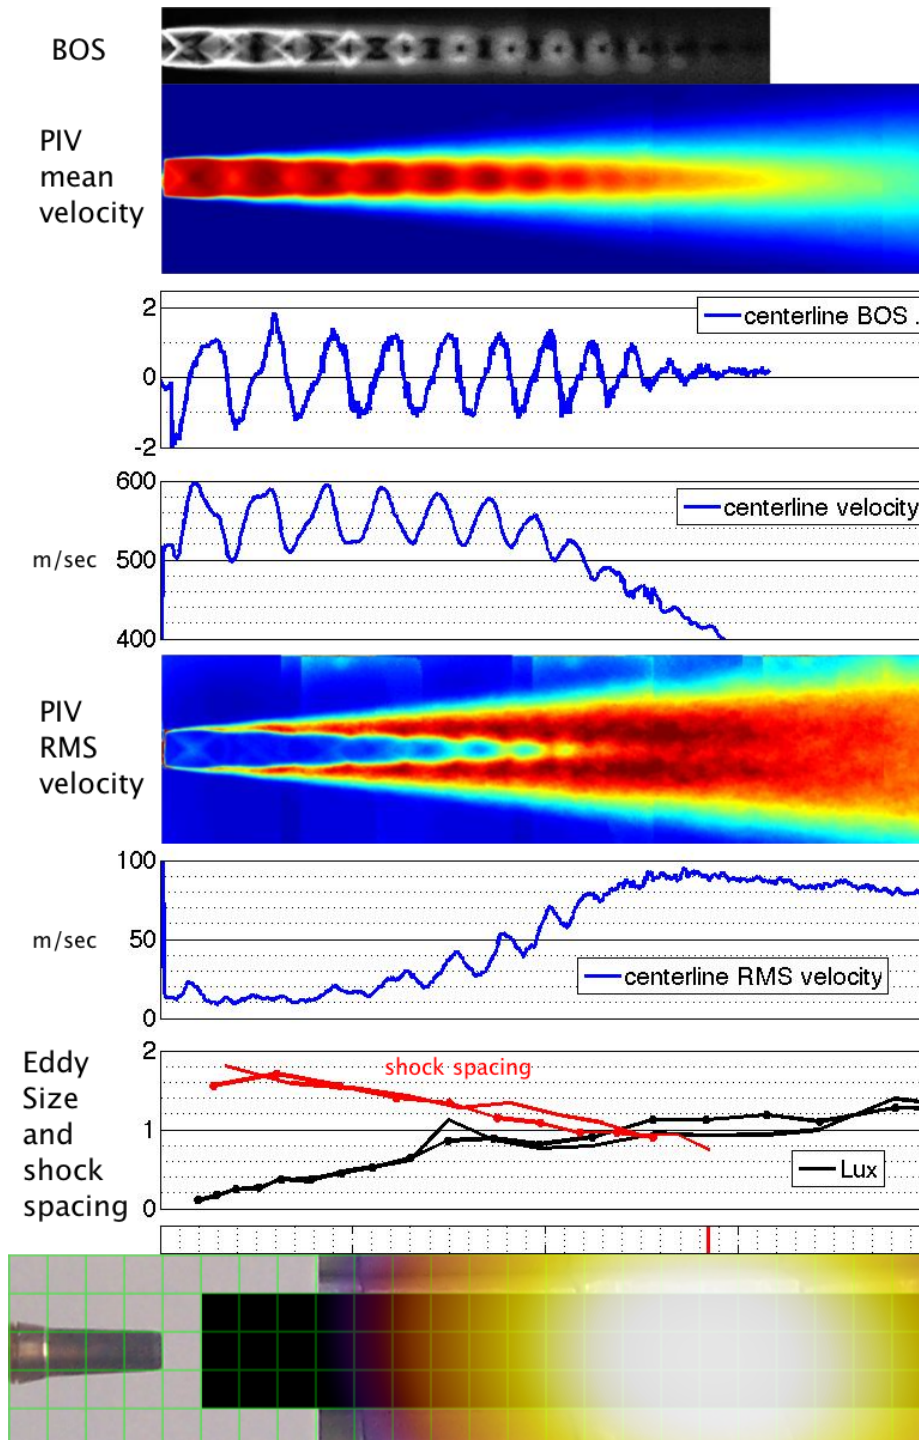 BOS
PIV
mean
velocity
2
centerline BOS .
0
-2
600
centerline velocity
m/sec
500
400
PIV
RMS
velocity
100
m/sec
50
centerline RMS velocity
0
Eddy
Size
and
shock
spacing
2
shock spacing
1
Lux
0